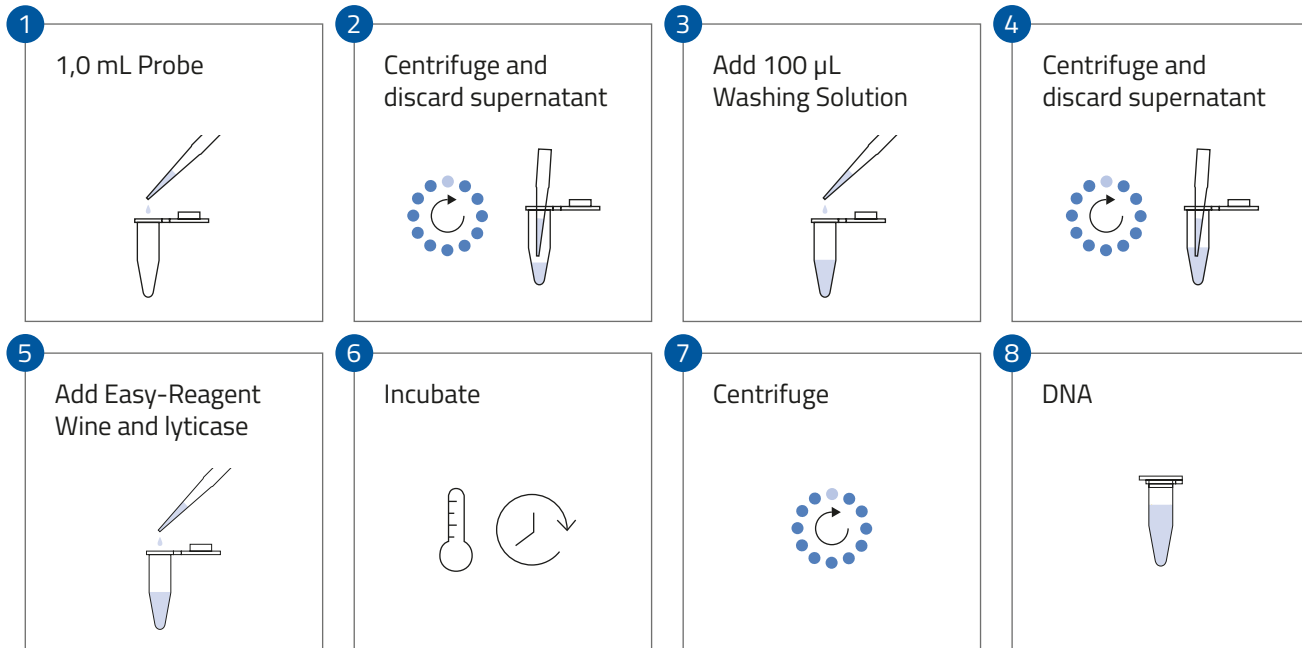 1
1,0 mL Probe
2
Centrifuge and
discard supernatant
3
Add 100 µL
Washing Solution
4
Centrifuge and
discard supernatant
5
Add Easy-Reagent
Wine and lyticase
6
Incubate
7
Centrifuge
8
DNA